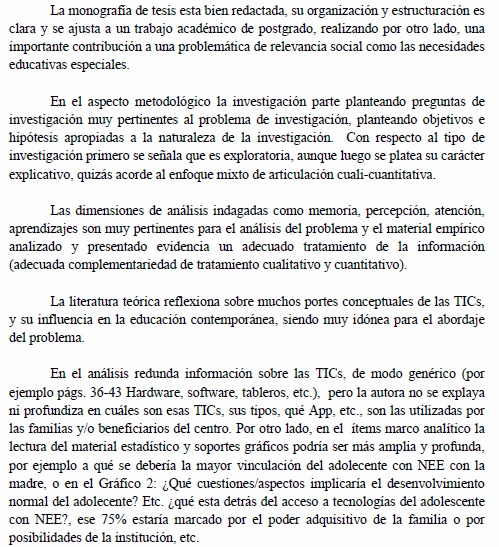 La monografía de tesis esta bien redactada, su organización y estructuración es
clara y se ajusta a un trabajo académico de postgrado, realizando por otro lado, una
importante contribución a una problemática de relevancia social como las necesidades
educativas especiales.
En el aspecto metodológico la investigación parte planteando preguntas de
investigación muy pertinentes al problema de investigación, planteando objetivos e
hipótesis apropiadas a la naturaleza de la investigación. Con respecto al tipo de
investigación primero se señala que es exploratoria, aunque luego se platea su carácter
explicativo, quizás acorde al enfoque mixto de articulación cuali-cuantitativa.
Las dimensiones de análisis indagadas como memoria, percepción, atención,
aprendizajes son muy pertinentes para el análisis del problema y el material empírico
analizado y presentado evidencia un adecuado tratamiento de la información
(adecuada complementariedad de tratamiento cualitativo y cuantitativo).
La literatura teórica reflexiona sobre muchos portes conceptuales de las TICs,
y su influencia en la educación contemporánea, siendo muy idónea para el abordaje
del problema.
En el análisis redunda información sobre las TICs, de modo genérico (por
ejemplo págs. 36-43 Hardware, software, tableros, etc.), pero la autora no se explaya
ni profundiza en cuáles son esas TICs, sus tipos, qué App, etc., son las utilizadas por
las familias y/o beneficiarios del centro. Por otro lado, en el ítems marco analítico la
lectura del material estadístico y soportes gráficos podría ser más amplia y profunda,
por ejemplo a qué se debería la mayor vinculación del adolecente con NEE con la
madre, o en el Gráfico 2: ¿Qué cuestiones/aspectos implicaría el desenvolvimiento
normal del adolecente? Etc. ¿qué esta detrás del acceso a tecnologías del adolescente
con NEE?, ese 75% estaría marcado por el poder adquisitivo de la familia o por
posibilidades de la institución, etc.